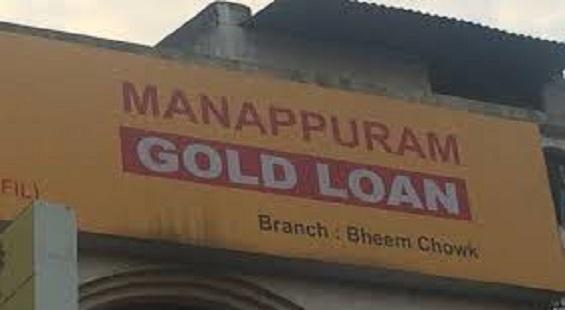 MANAPPURAM
GOLD LOAN
FIL)
Branch : Bheem Chowk